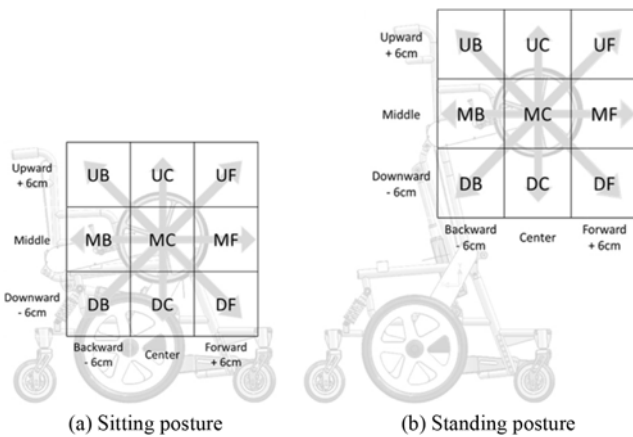 Upward
+ 6cm
UB UC UF
Middle
MB MC MF
Downward
- 6cm
DB DC DF
Backward
- 6cm
Center
Forward
+ 6cm
(a) Sitting posture
Upward
+ 6cm
UB UC UF
Middle
MB MC MF
Downward
- 6cm
DB DC DF
Backward
- 6cm
Center
Forward
+ 6cm
(b) Standing posture